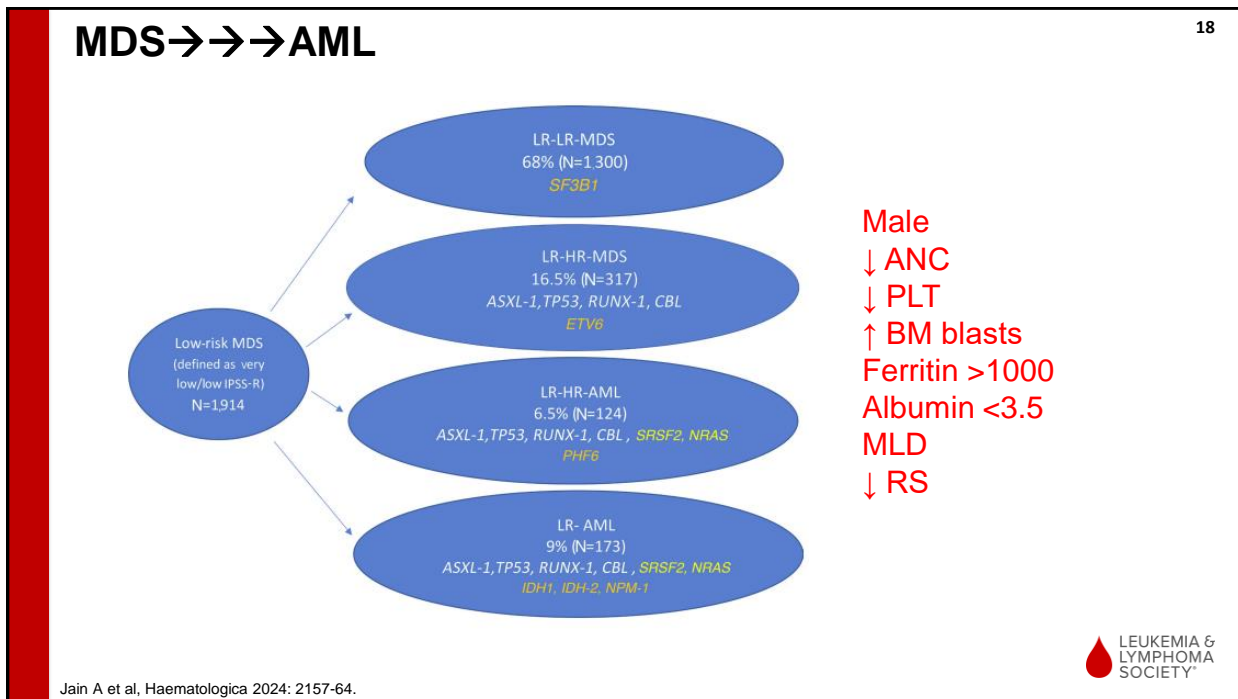 MDS→→→AML
18
LR-LR-MDS
68% (N=1,300)
SF3B1
LR-HR-MDS
16.5% (N=317)
ASXL-1,TP53, RUNX-1, CBL
ETV6
Low-risk MDS
(defined as very
low/low IPSS-R)
N=1,914
LR-HR-AML
6.5% (N=124)
ASXL-1,TP53, RUNX-1, CBL , SRSF2, NRAS
PHF6
LR- AML
9% (N=173)
ASXL-1,TP53, RUNX-1, CBL , SRSF2, NRAS
IDH1, IDH-2, NPM-1
Male
↓ ANC
↓ PLT
↑ BM blasts
Ferritin >1000
Albumin <3.5
MLD
↓ RS
Jain A et al, Haematologica 2024: 2157-64.
LEUKEMIA &
LYMPHOMA
SOCIETY°